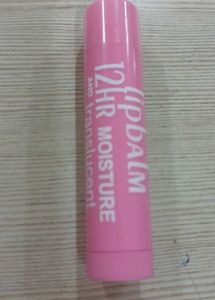 lipbalm
12HR MOISTURE
AND translucent